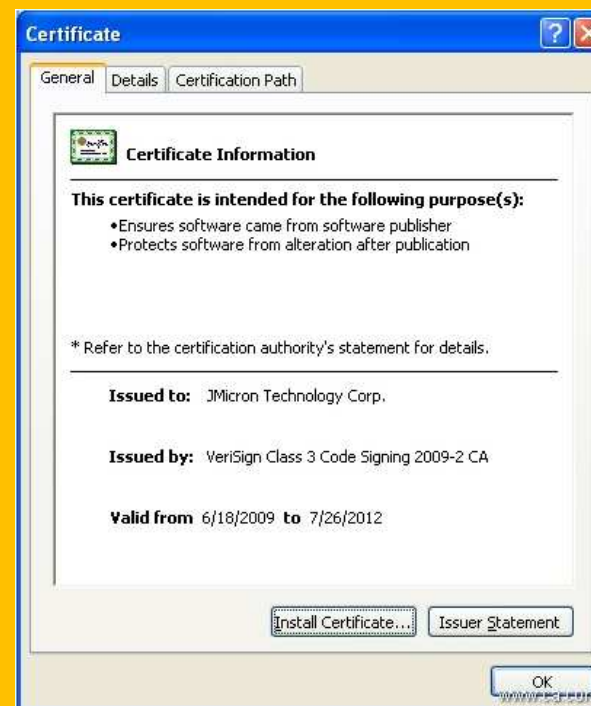 Certificate
General Details Certification Path
Certificate Information
This certificate is intended for the following purpose(s):
•Ensures software came from software publisher
•Protects software from alteration after publication
* Refer to the certification authority's statement for details.
Issued to: JMicron Technology Corp.
Issued by: VeriSign Class 3 Code Signing 2009-2 CA
Valid from 6/18/2009 to 7/26/2012
Install Certificate... Issuer Statement
OK